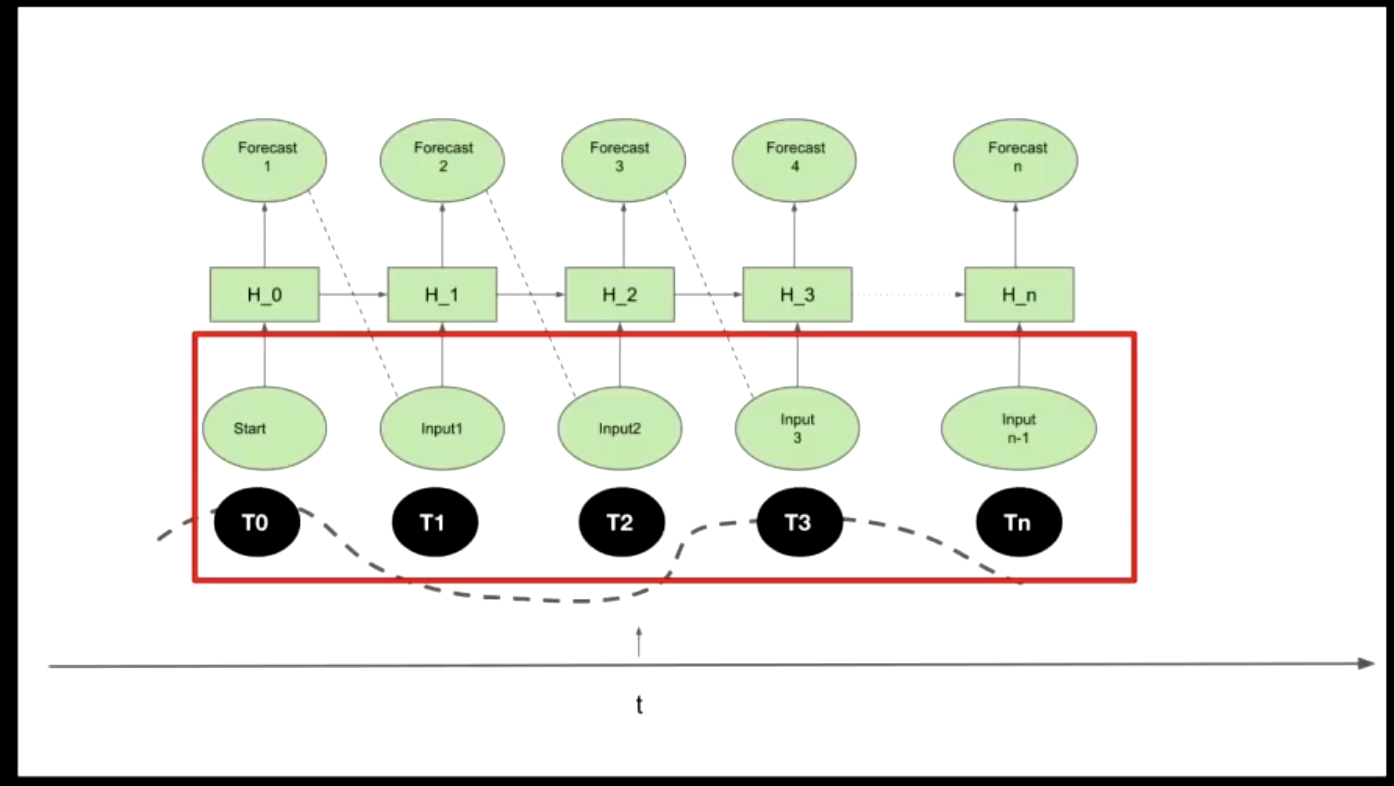 Forecast
1
Forecast
2
Forecast
3
Forecast
4
Forecast
n
H_0
H_1
H_2
H_3
H_n
Start
Input1
Input2
Input
3
Input
n-1
T0
T1
T2
T3
Tn
t